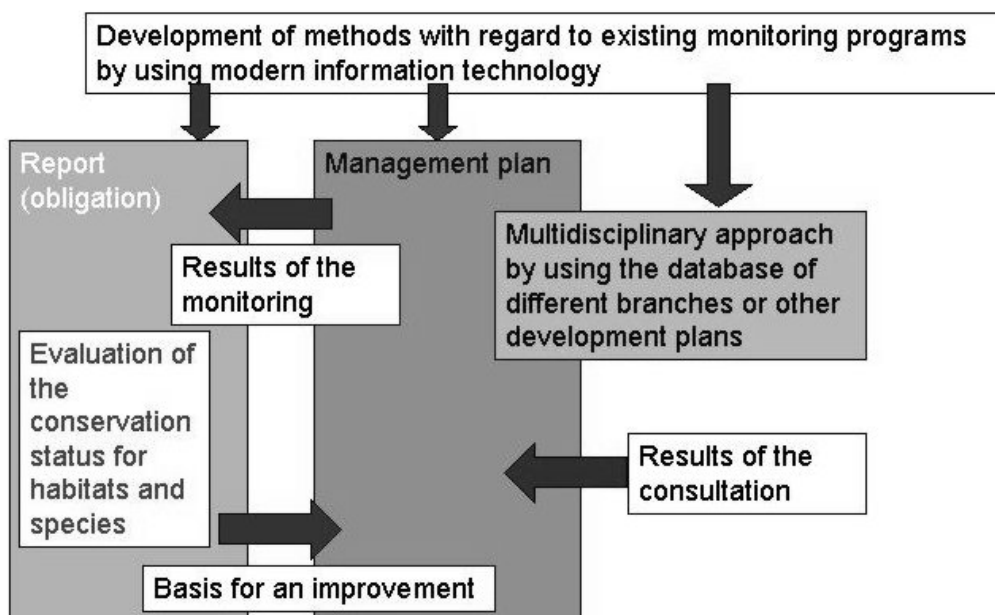 Development of methods with regard to existing monitoring programs
by using modern information technology
Report
(obligation)
Management plan
Results of the
monitoring
Multidisciplinary approach
by using the database of
different branches or other
development plans
Evaluation of
the
conservation
status for
habitats and
species
Results of the
consultation
Basis for an improvement